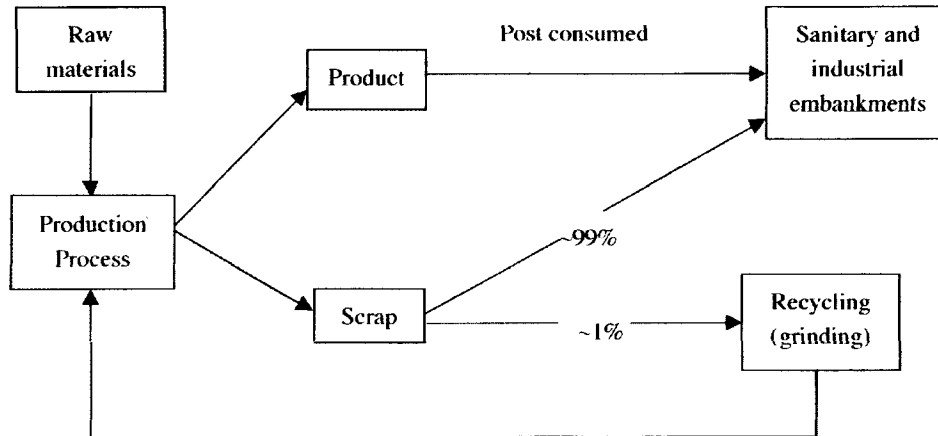 Raw
materials
Post consumed
Product
Sanitary and
industrial
embankments
Production
Process
~99%
Scrap
~1%
Recycling
(grinding)